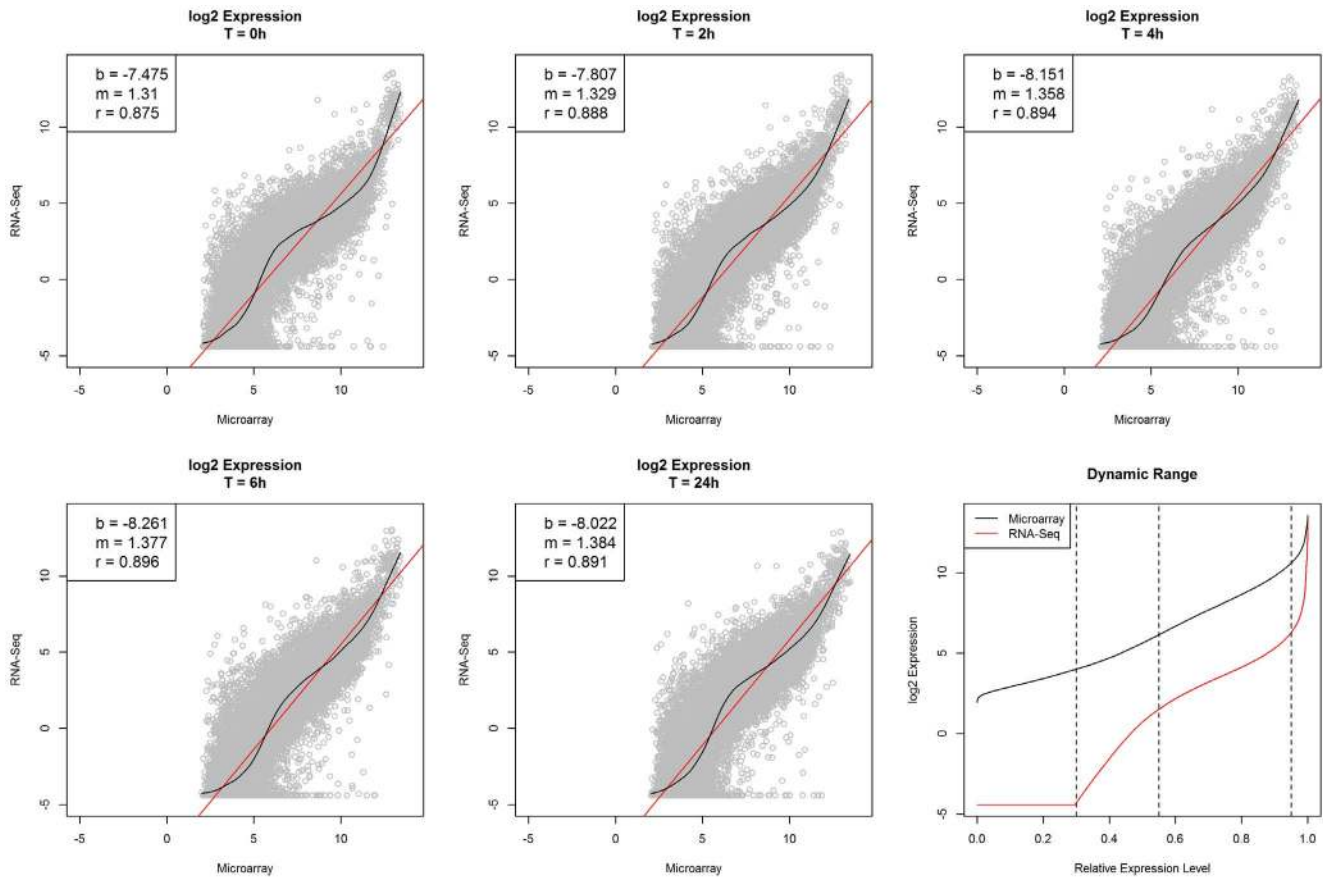 log2 Expression
T = 0h
b = -7.475
m = 1.31
r = 0.875
RNA-Seq
10
5
0
-5
-5 0 5 10
Microarray
log2 Expression
T = 2h
b = -7.807
m = 1.329
r = 0.888
RNA-Seq
10
5
0
-5
-5 0 5 10
Microarray
log2 Expression
T = 4h
b = -8.151
m = 1.358
r = 0.894
RNA-Seq
10
5
0
-5
-5 0 5 10
Microarray
log2 Expression
T = 6h
b = -8.261
m = 1.377
r = 0.896
RNA-Seq
10
5
0
-5
-5 0 5 10
Microarray
log2 Expression
T = 24h
b = -8.022
m = 1.384
r = 0.891
RNA-Seq
10
5
0
-5
-5 0 5 10
Microarray
Dynamic Range
Microarray
RNA-Seq
log2 Expression
10
5
0
-5
0.0 0.2 0.4 0.6 0.8 1.0
Relative Expression Level